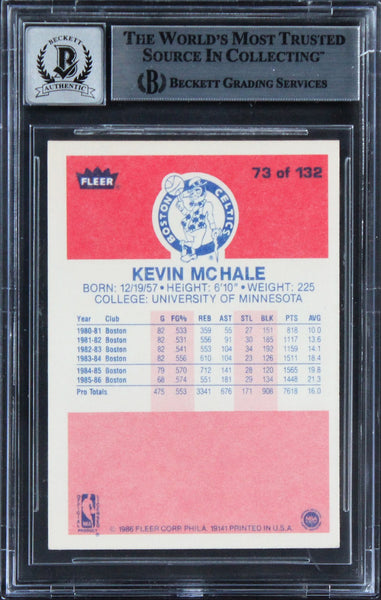 THE WORLD'S MOST TRUSTED
SOURCE IN COLLECTING™
BECKETT GRADING SERVICES
BECKETT
AUTHENTIC
FLEER
73 of 132
BOSTON CELTICS
KEVIN MCHALE
BORN: 12/19/57 • HEIGHT: 6'10" • WEIGHT: 225
COLLEGE: UNIVERSITY OF MINNESOTA
Year Club G FG% REB AST STL BLK PTS AVG
1980-81 Boston 82 533 359 55 27 151 818 10.0
1981-82 Boston 82 531 556 91 30 185 1117 13.6
1982-83 Boston 82 541 553 104 34 192 1159 14.1
1983-84 Boston 82 556 610 104 23 126 1511 18.4
1984-85 Boston 79 570 712 141 28 120 1565 19.8
1985-86 Boston 68 574 551 181 29 134 1448 21.3
Pro Totals 475 553 3341 676 171 908 7618 16.0
NBA
© 1986 FLEER CORP. PHILA. 19141 PRINTED IN U.S.A.